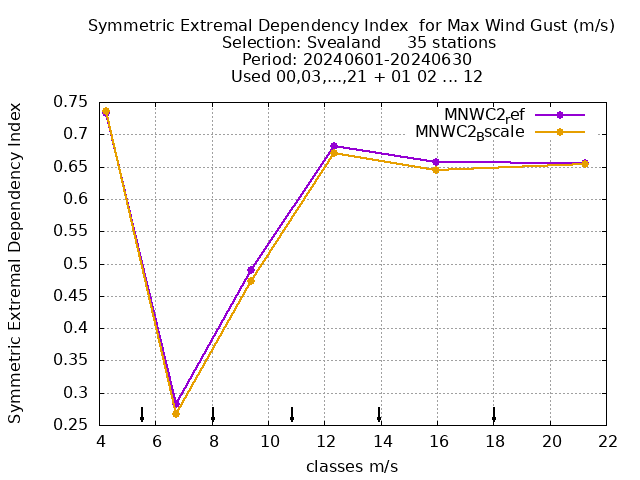 Symmetric Extremal Dependency Index  for Max Wind Gust (m/s)
Selection: Svealand     35 stations
Period: 20240601-20240630
Used 00,03,...,21 + 01 02 ... 12
MNWC2ref
MNWC2Bscale
Symmetric Extremal Dependency Index
0.75
0.7
0.65
0.6
0.55
0.5
0.45
0.4
0.35
0.3
0.25
4 6 8 10 12 14 16 18 20 22
classes m/s